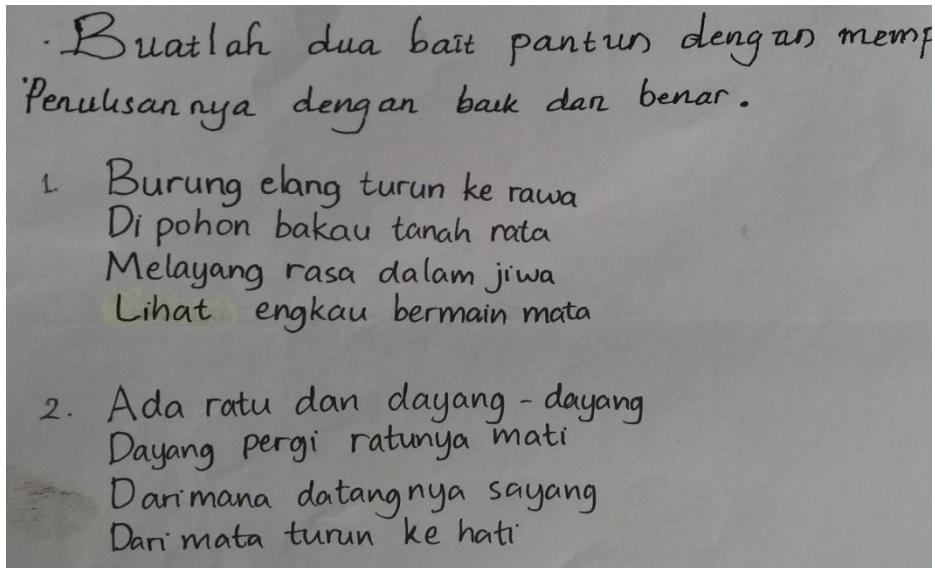 . Buatlah dua bait pantun dengan memp
Penulisannya dengan baik dan benar.
1. Burung elang turun ke rawa
Di pohon bakau tanah rata
Melayang rasa dalam jiwa
Lihat engkau bermain mata
2. Ada ratu dan dayang - dayang
Dayang pergi ratunya mati
Darimana datangnya sayang
Dari mata turun ke hati